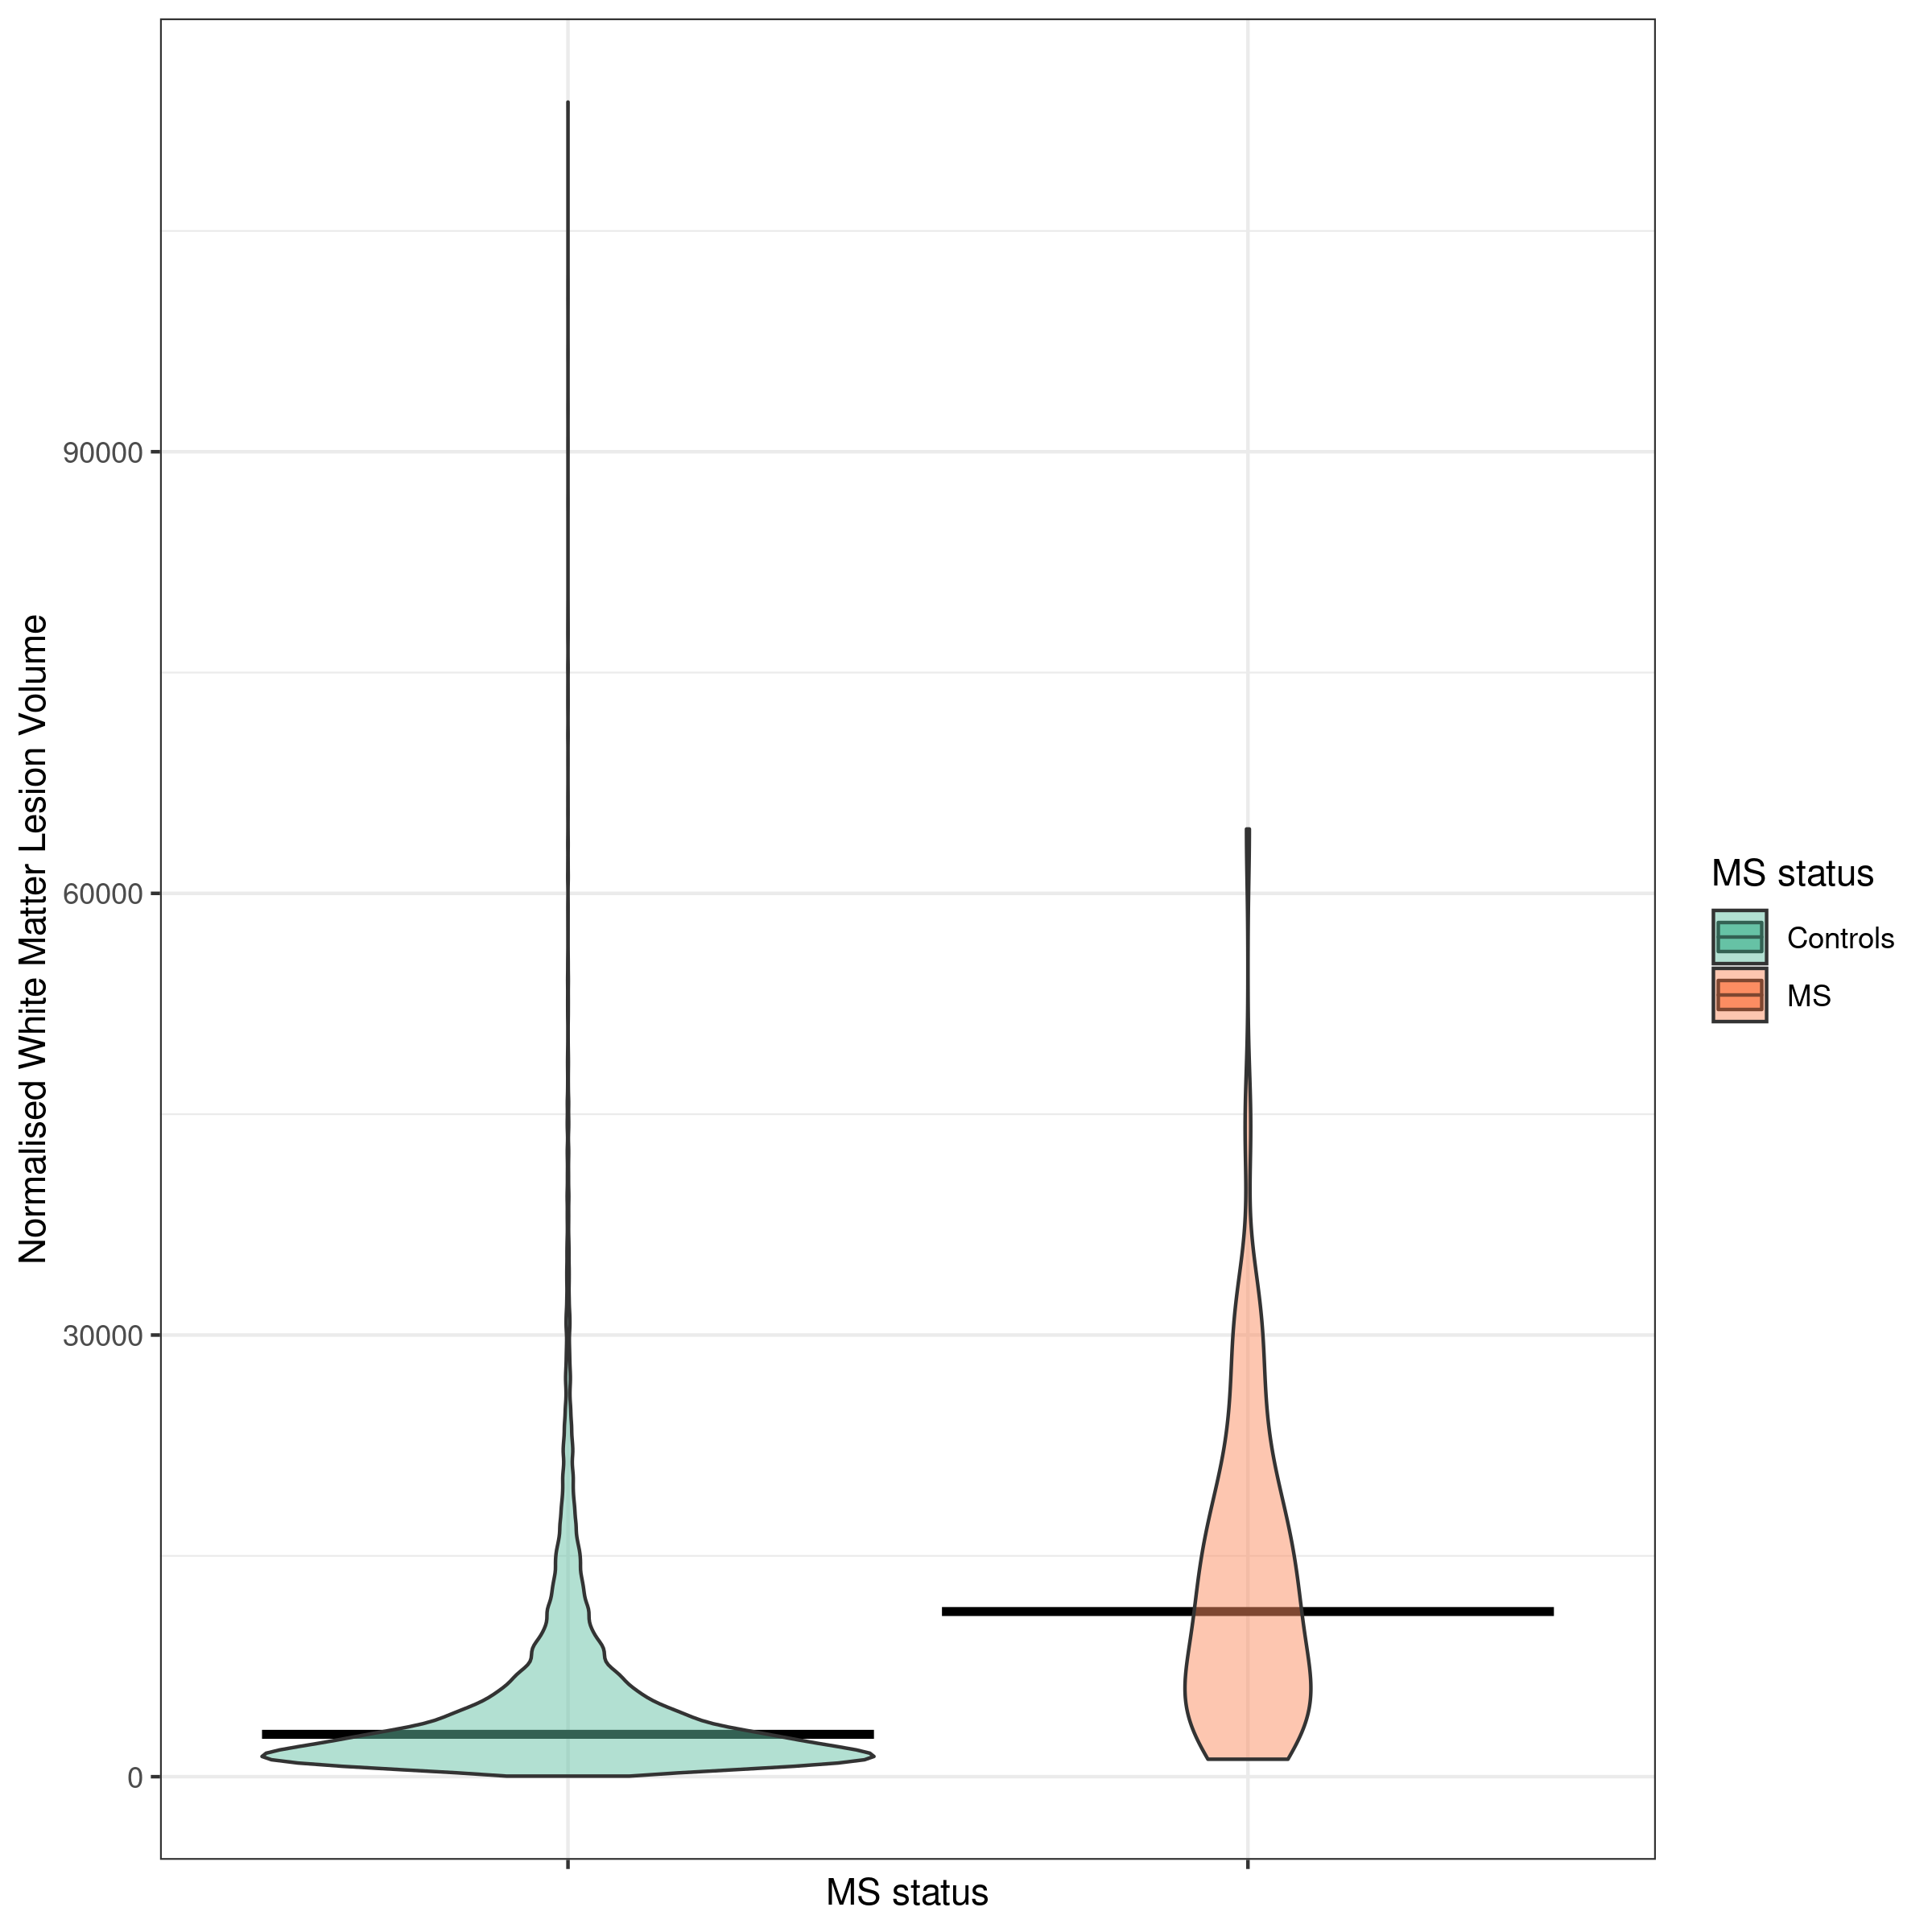 Normalised White Matter Lesion Volume
90000
60000
30000
0
MS status
MS status
Controls
MS